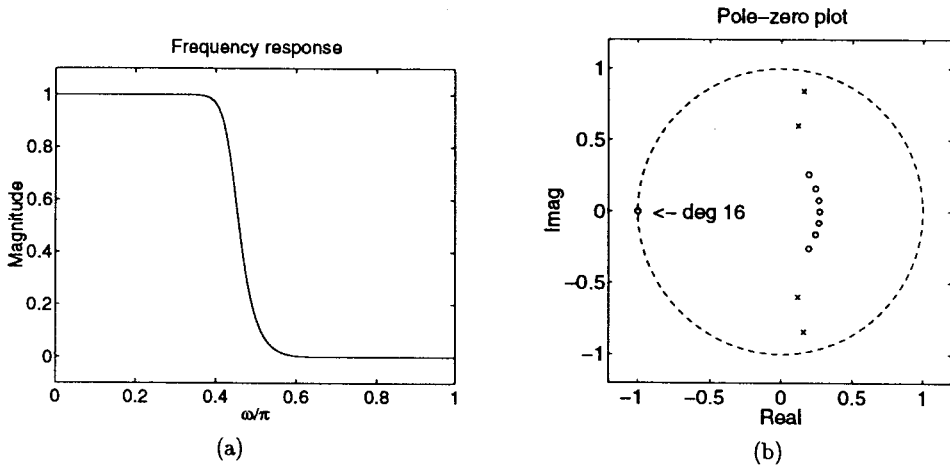 Frequency response
1
0.8
0.6
0.4
0.2
0
Magnitude
0 0.2 0.4 0.6 0.8 1
ω/π
(a)
Pole-zero plot
1
0.5
0
-0.5
-1
Imag
<- deg 16
-1 -0.5 0 0.5 1
Real
(b)